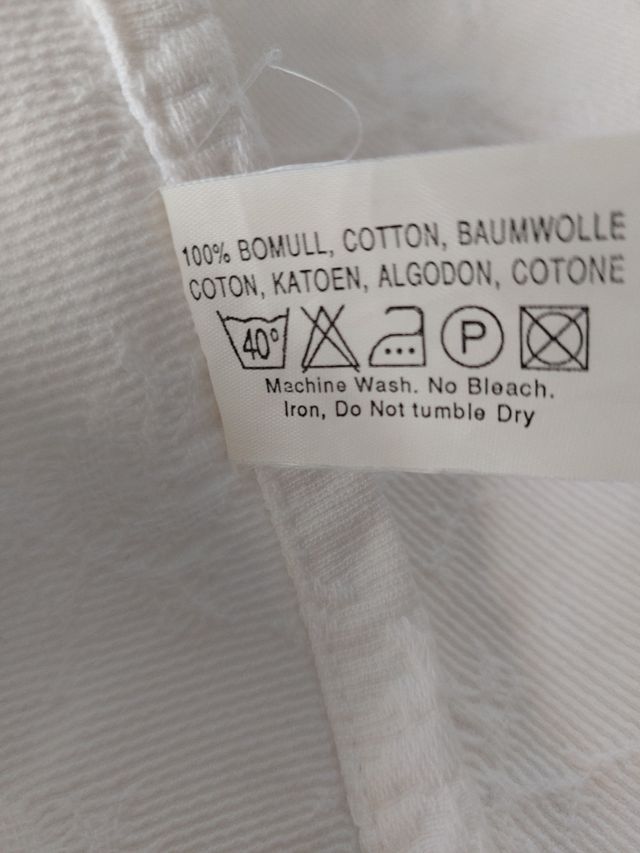 100% BOMULL, COTTON, BAUMWOLLE
COTON, KATOEN, ALGODON, COTONE
40° P
Machine Wash. No Bleach.
Iron, Do Not tumble Dry